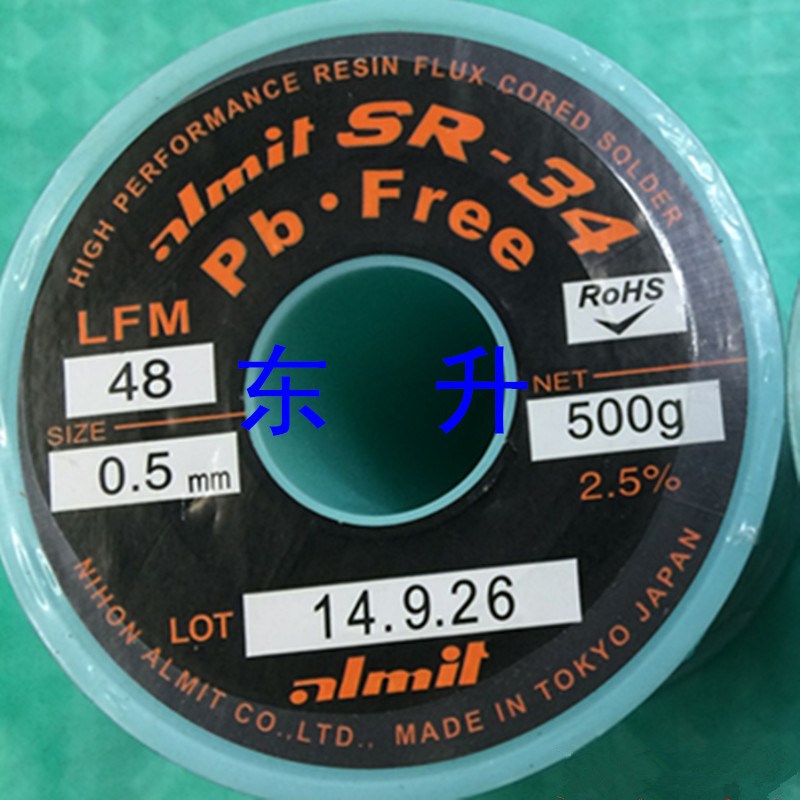 HIGH PERFORMANCE RESIN FLUX CORED SOLDER
almit SR-34
Pb·Free
RoHS
LFM
48
东 升
NET
500g
SIZE
0.5 mm
2.5%
LOT 14.9.26
almit
NIHON ALMIT CO.,LTD., MADE IN TOKYO JAPAN